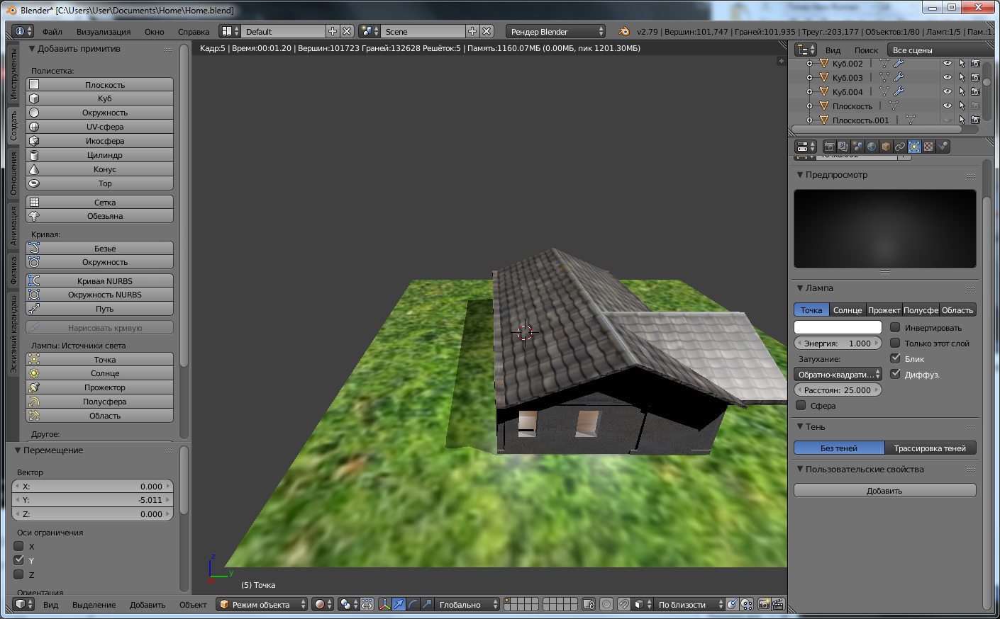 Blender* [C:\Users\User\Documents\Home\Home.blend]
Файл Визуализация Окно Справка Default Scene Рендер Blender v2.79 | Вершин:101,747 | Граней:101,935 | Треуг.:203,177 | Объектов:1/80 | Ламп:1/5 | Пам.:1
Кадр:5 | Время:00:01.20 | Вершин:101723 Граней:132628 Решёток:5 | Память:1160.07МБ (0.00МБ, пик 1201.30МБ)
Инструменты
Создать
Отношения
Анимация
Физика
Эскизный карандаш
Добавить примитив
Полисетка:
Плоскость
Куб
Окружность
UV-сфера
Икосфера
Цилиндр
Конус
Тор
Сетка
Обезьяна
Кривая:
Безье
Окружность
Кривая NURBS
Окружность NURBS
Путь
Нарисовать кривую
Лампы: Источники света
Точка
Солнце
Прожектор
Полусфера
Область
Другое:
Перемещение
Вектор
X: 0.000
Y: -5.011
Z: 0.000
Оси ограничения
X
Y
Z
Ориентация
z
y
(5) Точка
Вид Выделение Добавить Объект Режим объекта Глобально По близости
Вид Поиск Все сцены
Куб.002
Куб.003
Куб.004
Плоскость
Плоскость.001
Точка.002
Предпросмотр
Лампа
Точка Солнце Прожект Полусфе Область
Инвертировать
Энергия: 1.000 Только этот слой
Затухание: Блик
Обратно-квадрати... Диффуз.
Расстоян: 25.000
Сфера
Тень
Без теней Трассировка теней
Пользовательские свойства
Добавить